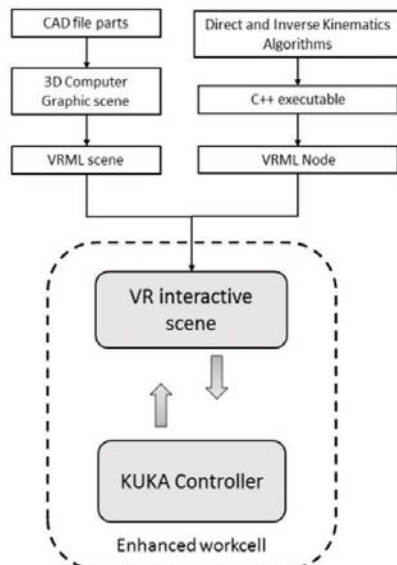 CAD file parts
Direct and Inverse Kinematics
Algorithms
3D Computer
Graphic scene
C++ executable
VRML scene
VRML Node
VR interactive
scene
KUKA Controller
Enhanced workcell